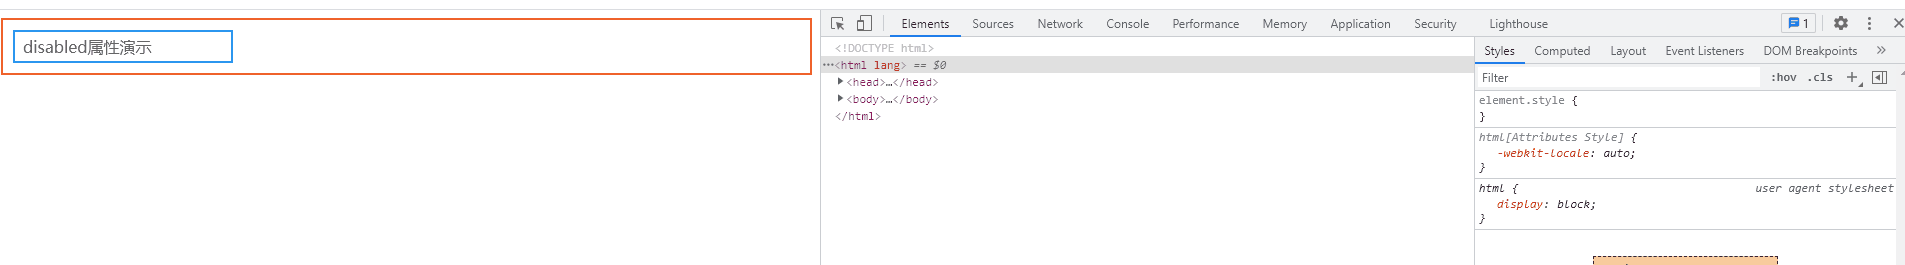 disabled属性演示
Elements Sources Network Console Performance Memory Application Security Lighthouse 1
<!DOCTYPE html>
<html lang> == $0
<head>…</head>
<body>…</body>
</html>
Styles Computed Layout Event Listeners DOM Breakpoints
Filter :hov .cls
element.style {
}
html[Attributes Style] {
-webkit-locale: auto;
}
html { user agent stylesheet
display: block;
}